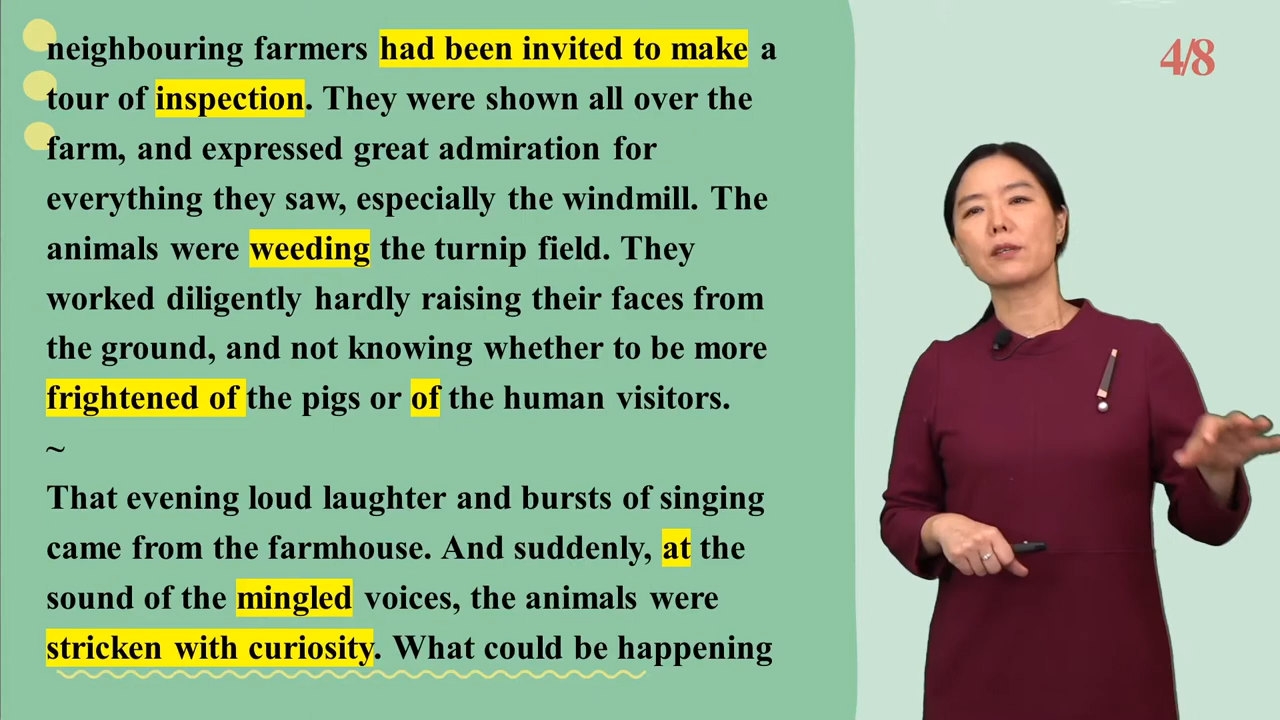 neighbouring farmers had been invited to make a
tour of inspection. They were shown all over the
farm, and expressed great admiration for
everything they saw, especially the windmill. The
animals were weeding the turnip field. They
worked diligently hardly raising their faces from
the ground, and not knowing whether to be more
frightened of the pigs or of the human visitors.
~
That evening loud laughter and bursts of singing
came from the farmhouse. And suddenly, at the
sound of the mingled voices, the animals were
stricken with curiosity. What could be happening
4/8